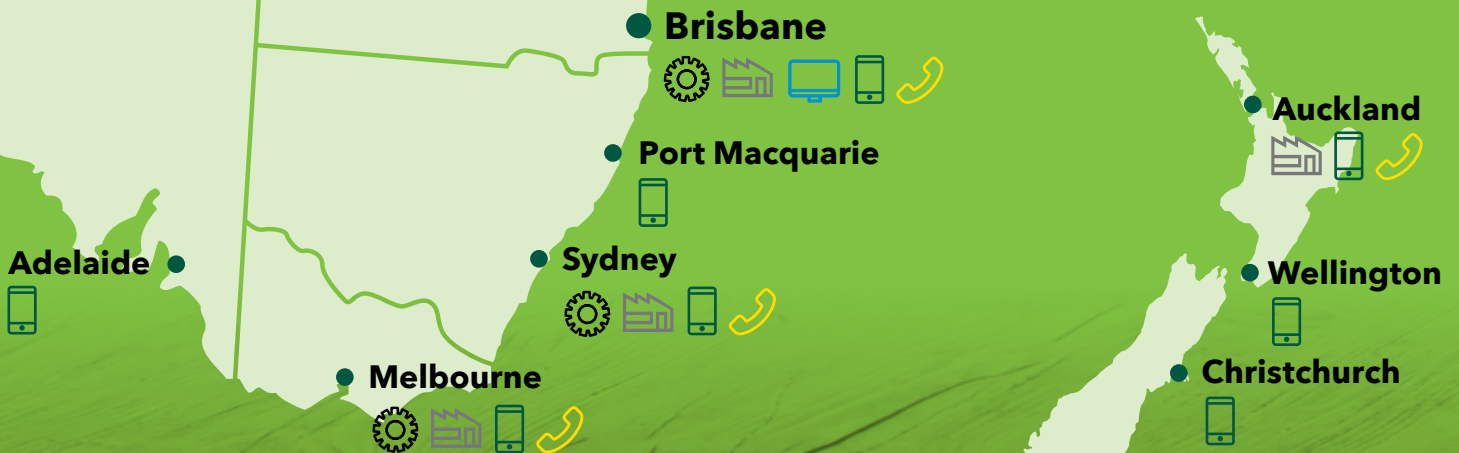 Brisbane
Auckland
Port Macquarie
Adelaide
Sydney
Wellington
Melbourne
Christchurch